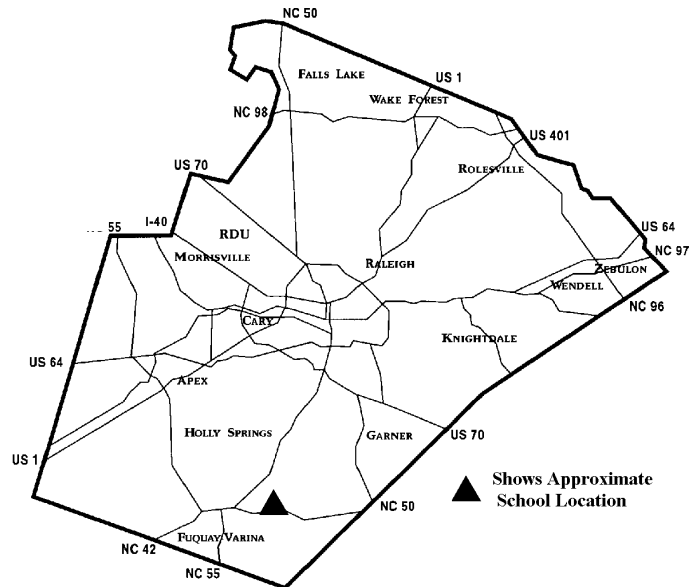 NC 50
FALLS LAKE
US 1
WAKE FOREST
NC 98
US 401
ROLESVILLE
US 70
55
I-40
RDU
MORRISVILLE
RALEIGH
US 64
NC 97
ZEBULON
WENDELL
NC 96
CARY
KNIGHTDALE
US 64
APEX
HOLLY SPRINGS
GARNER
US 70
US 1
Shows Approximate
School Location
NC 50
FUQUAY VARINA
NC 42
NC 55